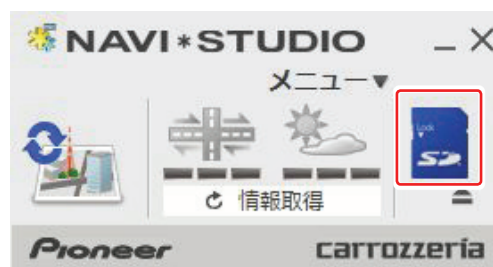 NAVI*STUDIO
メニュー▼
Lock
SD
情報取得
Pioneer
carrozzeria